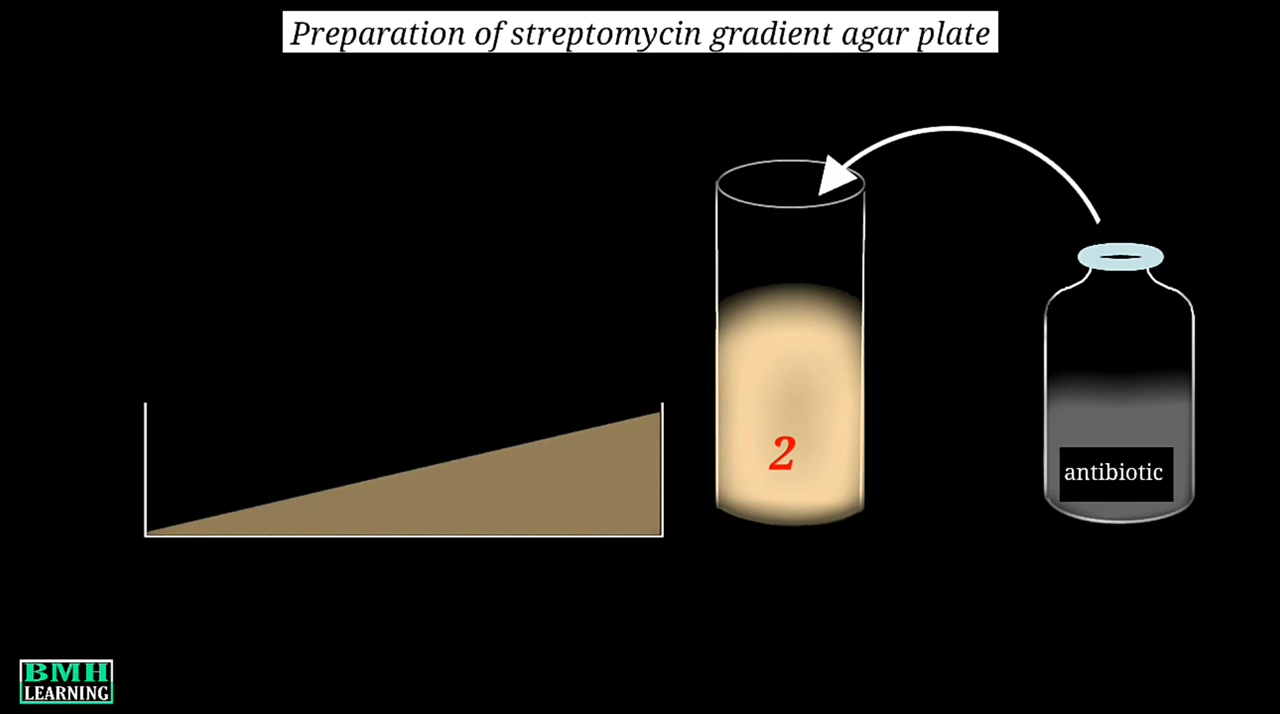 Preparation of streptomycin gradient agar plate
2
antibiotic
BMH
LEARNING